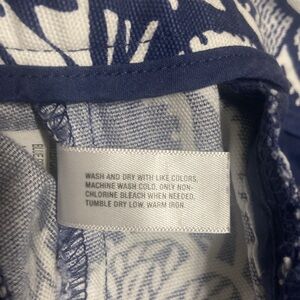 WASH AND DRY WITH LIKE COLORS,
MACHINE WASH COLD, ONLY NON-
CHLORINE BLEACH WHEN NEEDED,
TUMBLE DRY LOW, WARM IRON.